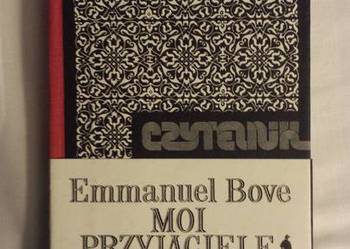 CZYTELNIK
Emmanuel Bove
MOI
PRZYJACIELE